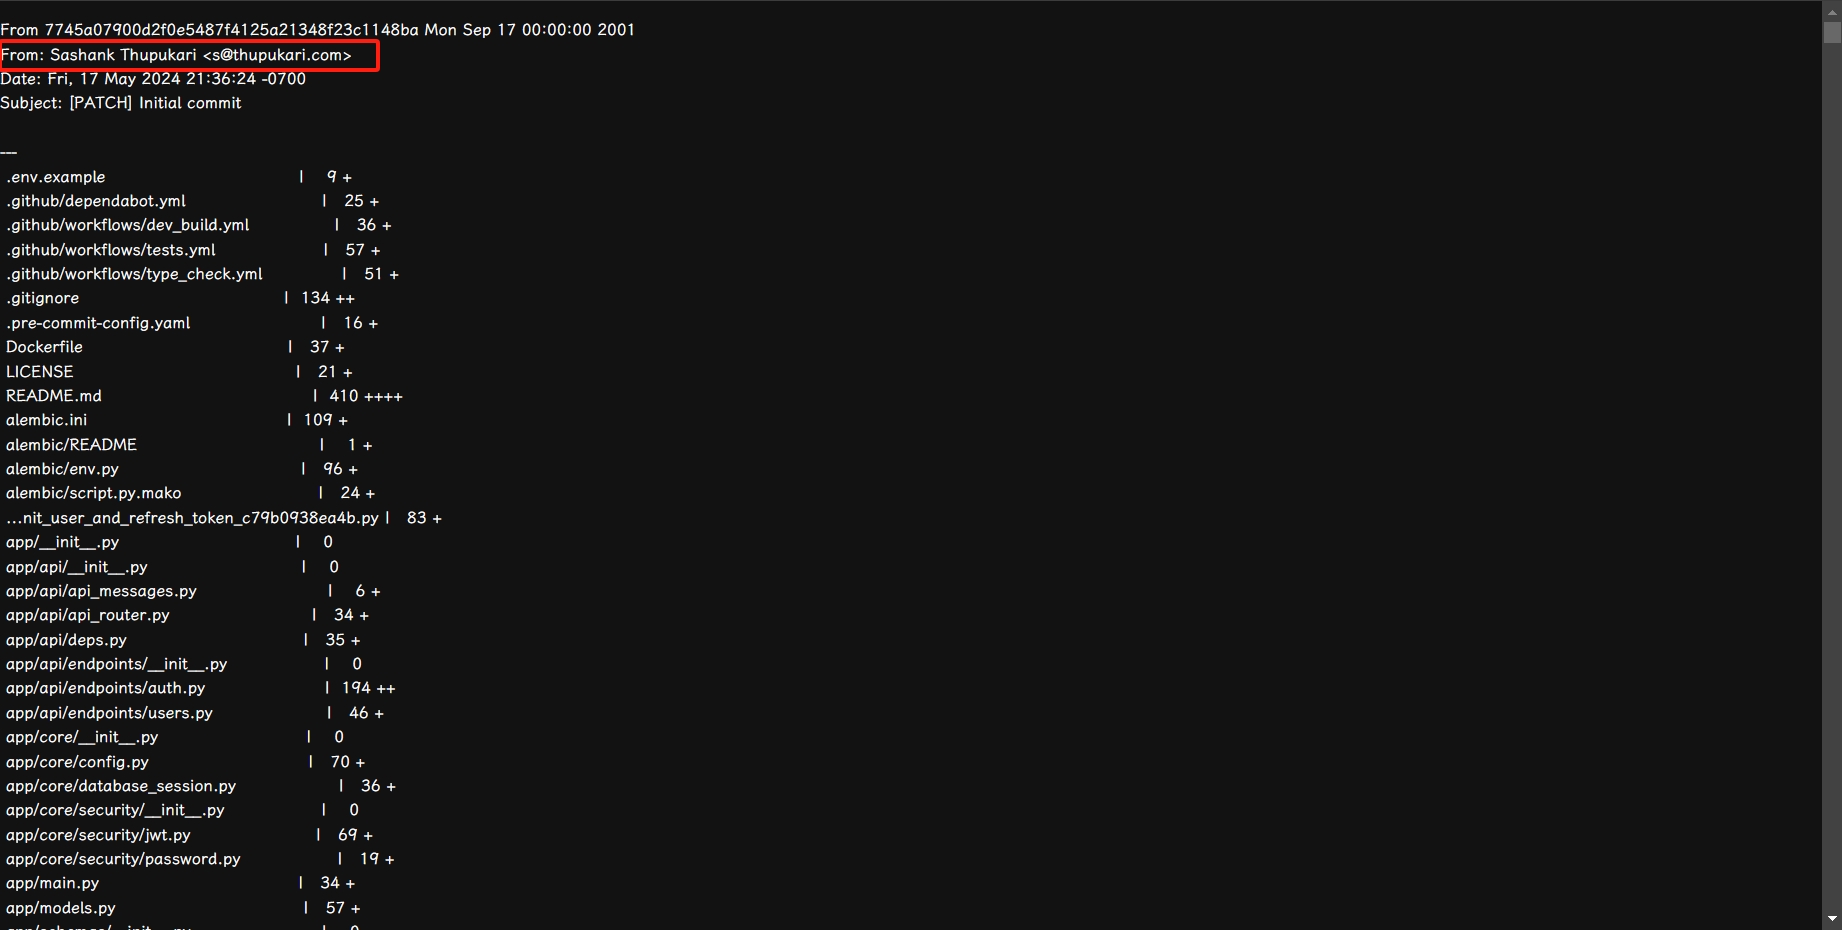 From 7745a07900d2f0e5487f4125a21348f23c1148ba Mon Sep 17 00:00:00 2001
From: Sashank Thupukari <s@thupukari.com>
Date: Fri, 17 May 2024 21:36:24 -0700
Subject: [PATCH] Initial commit

---
.env.example | 9 +
.github/dependabot.yml | 25 +
.github/workflows/dev_build.yml | 36 +
.github/workflows/tests.yml | 57 +
.github/workflows/type_check.yml | 51 +
.gitignore | 134 ++
.pre-commit-config.yaml | 16 +
Dockerfile | 37 +
LICENSE | 21 +
README.md | 410 ++++
alembic.ini | 109 +
alembic/README | 1 +
alembic/env.py | 96 +
alembic/script.py.mako | 24 +
...nit_user_and_refresh_token_c79b0938ea4b.py | 83 +
app/__init__.py | 0
app/api/__init__.py | 0
app/api/api_messages.py | 6 +
app/api/api_router.py | 34 +
app/api/deps.py | 35 +
app/api/endpoints/__init__.py | 0
app/api/endpoints/auth.py | 194 ++
app/api/endpoints/users.py | 46 +
app/core/__init__.py | 0
app/core/config.py | 70 +
app/core/database_session.py | 36 +
app/core/security/__init__.py | 0
app/core/security/jwt.py | 69 +
app/core/security/password.py | 19 +
app/main.py | 34 +
app/models.py | 57 +
app/schemas/__init__.py | 0